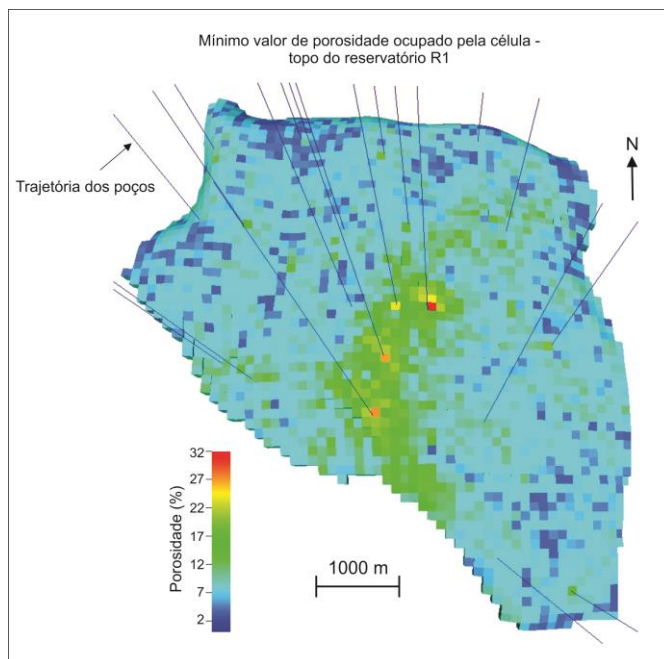 Mínimo valor de porosidade ocupado pela célula -
topo do reservatório R1
N
Trajetória dos poços
Porosidade (%)
32
27
22
17
12
7
2
1000 m